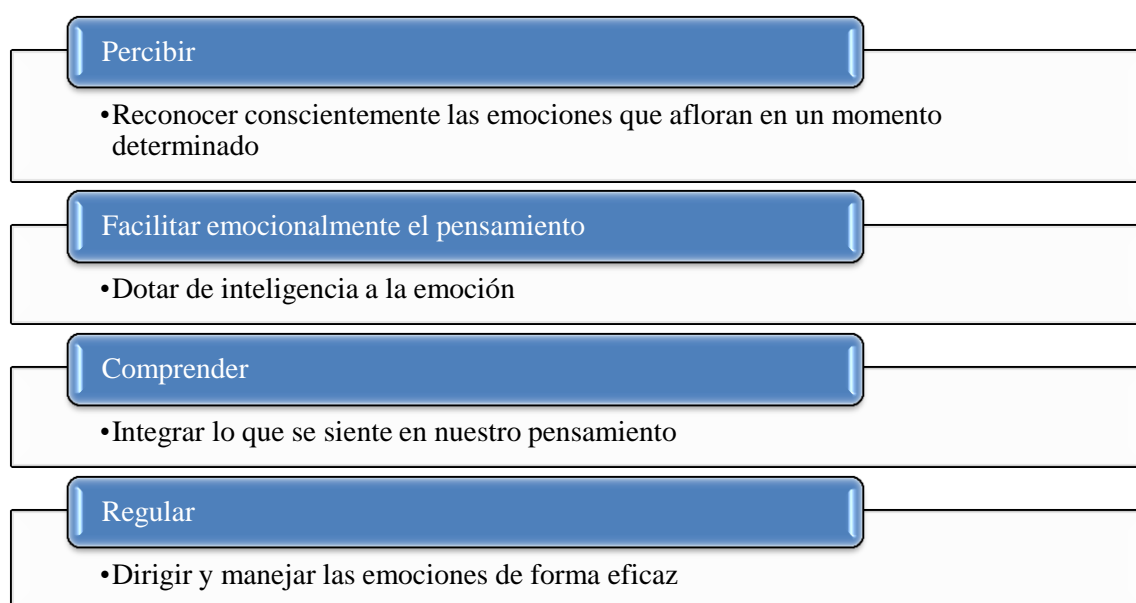 Percibir
•Reconocer conscientemente las emociones que afloran en un momento
determinado
Facilitar emocionalmente el pensamiento
•Dotar de inteligencia a la emoción
Comprender
•Integrar lo que se siente en nuestro pensamiento
Regular
•Dirigir y manejar las emociones de forma eficaz